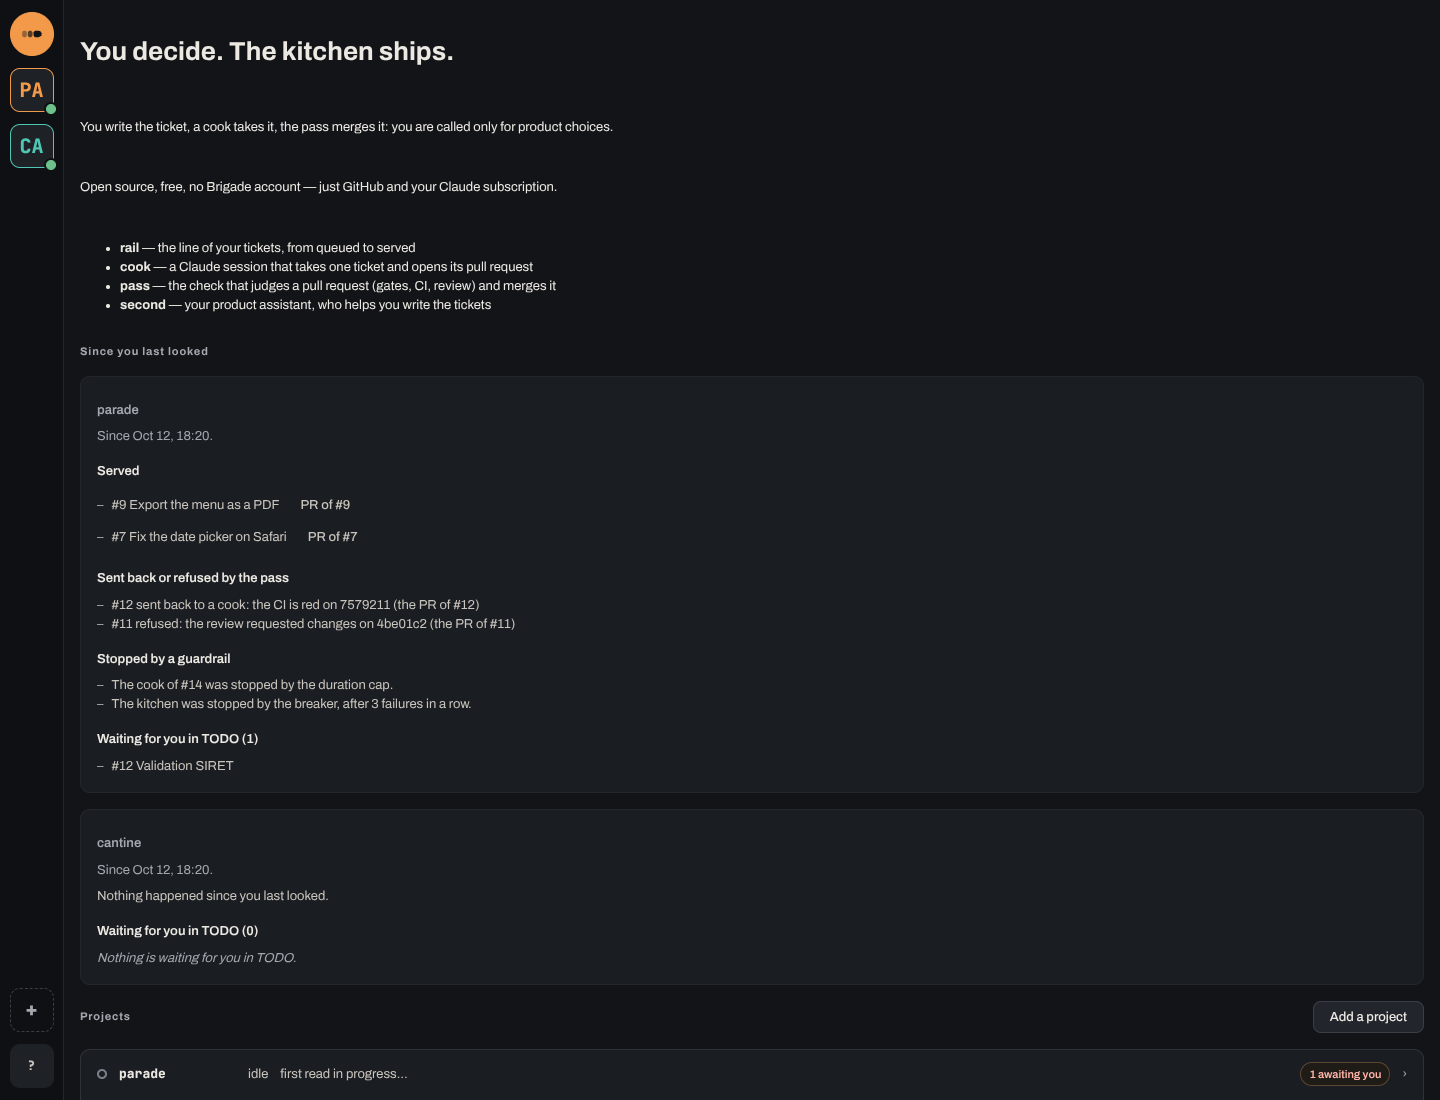 PA
CA
+
?
You decide. The kitchen ships.
You write the ticket, a cook takes it, the pass merges it: you are called only for product choices.
Open source, free, no Brigade account — just GitHub and your Claude subscription.
• rail — the line of your tickets, from queued to served
• cook — a Claude session that takes one ticket and opens its pull request
• pass — the check that judges a pull request (gates, CI, review) and merges it
• second — your product assistant, who helps you write the tickets
Since you last looked
parade
Since Oct 12, 18:20.
Served
– #9 Export the menu as a PDF PR of #9
– #7 Fix the date picker on Safari PR of #7
Sent back or refused by the pass
– #12 sent back to a cook: the CI is red on 7579211 (the PR of #12)
– #11 refused: the review requested changes on 4be01c2 (the PR of #11)
Stopped by a guardrail
– The cook of #14 was stopped by the duration cap.
– The kitchen was stopped by the breaker, after 3 failures in a row.
Waiting for you in TODO (1)
– #12 Validation SIRET
cantine
Since Oct 12, 18:20.
Nothing happened since you last looked.
Waiting for you in TODO (0)
Nothing is waiting for you in TODO.
Projects
Add a project
parade idle first read in progress... 1 awaiting you ›